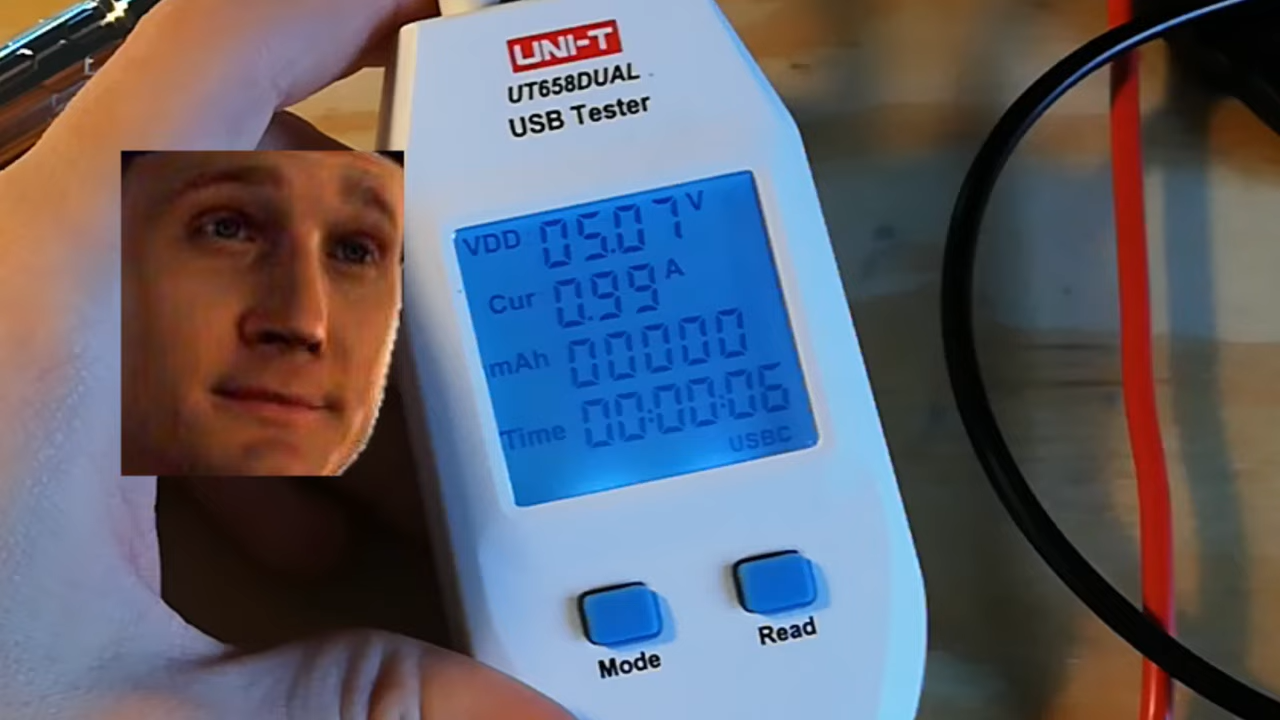 UNI-T
UT658DUAL
USB Tester
VDD 05.07 V
Cur 0.99 A
mAh 00000
Time 00:00:06
USBC
Mode
Read